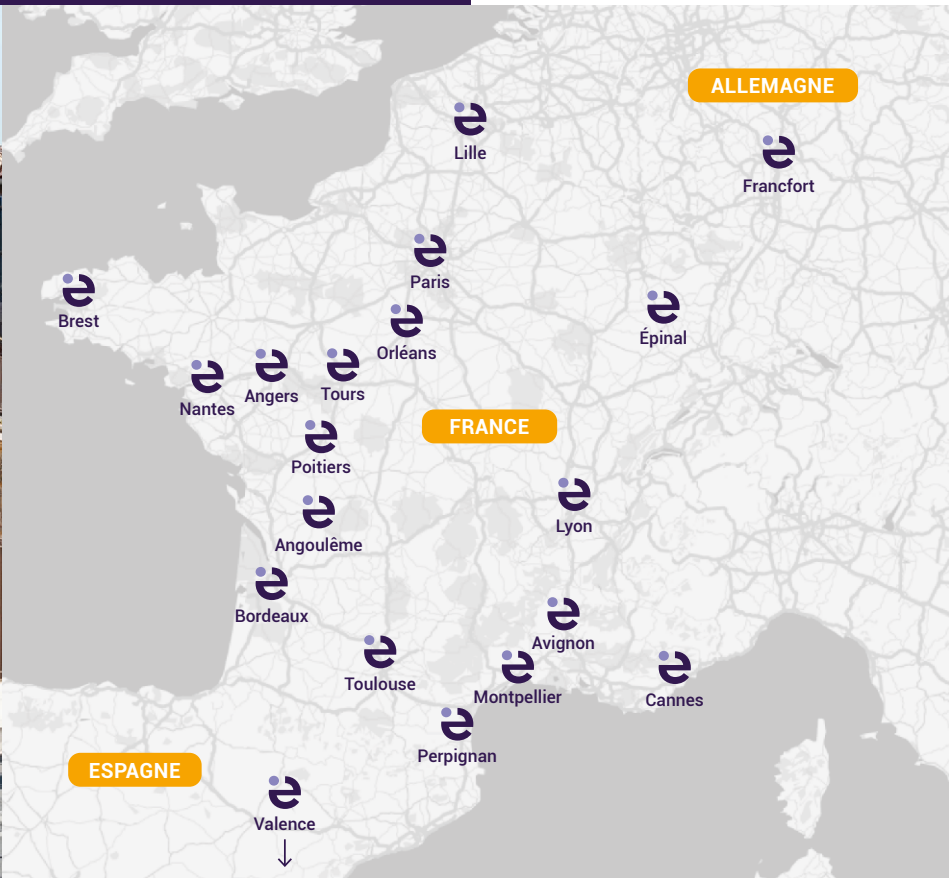 ALLEMAGNE
Lille
Francfort
Paris
Brest
Épinal
Orléans
Nantes
Angers
Tours
FRANCE
Poitiers
Lyon
Angoulême
Bordeaux
Avignon
Toulouse
Montpellier
Cannes
Perpignan
ESPAGNE
Valence